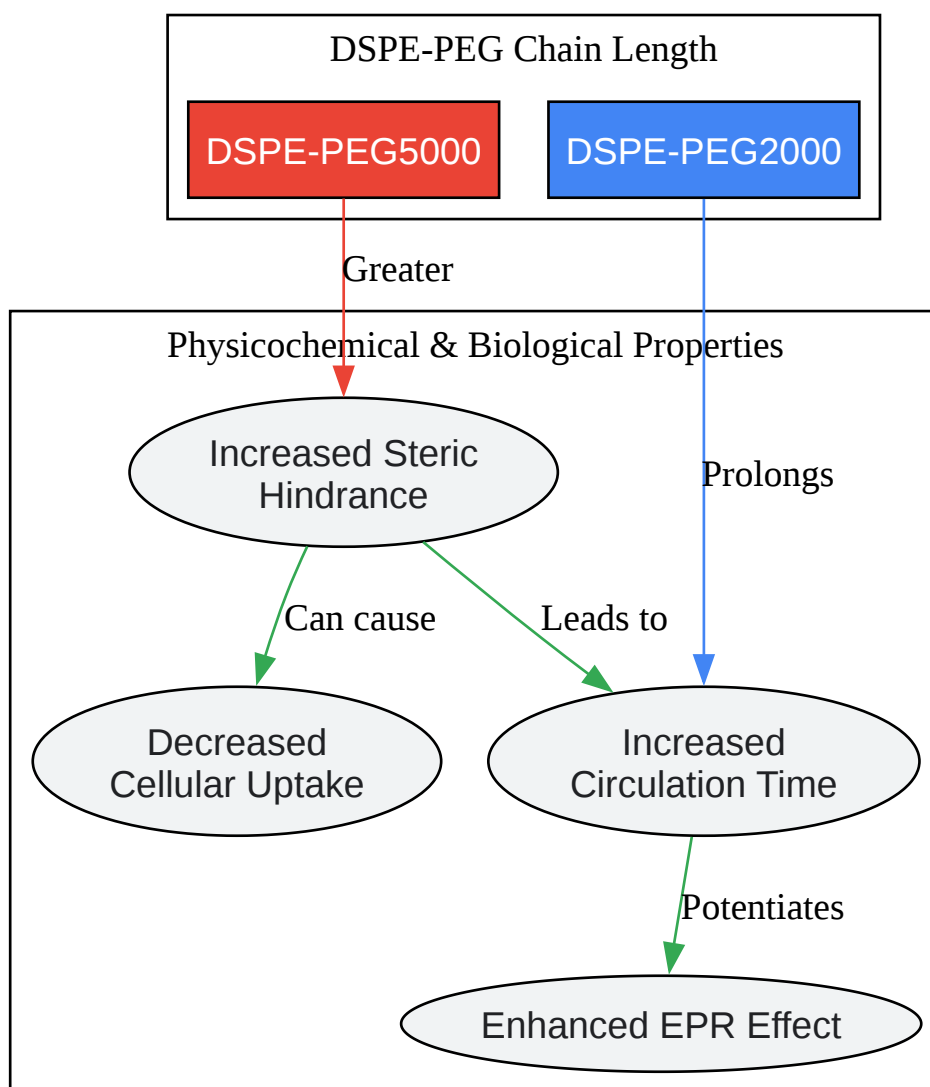 DSPE-PEG Chain Length
DSPE-PEG5000
DSPE-PEG2000
Greater
Physicochemical & Biological Properties
Increased Steric
Hindrance
Prolongs
Can cause
Leads to
Decreased
Cellular Uptake
Increased
Circulation Time
Potentiates
Enhanced EPR Effect